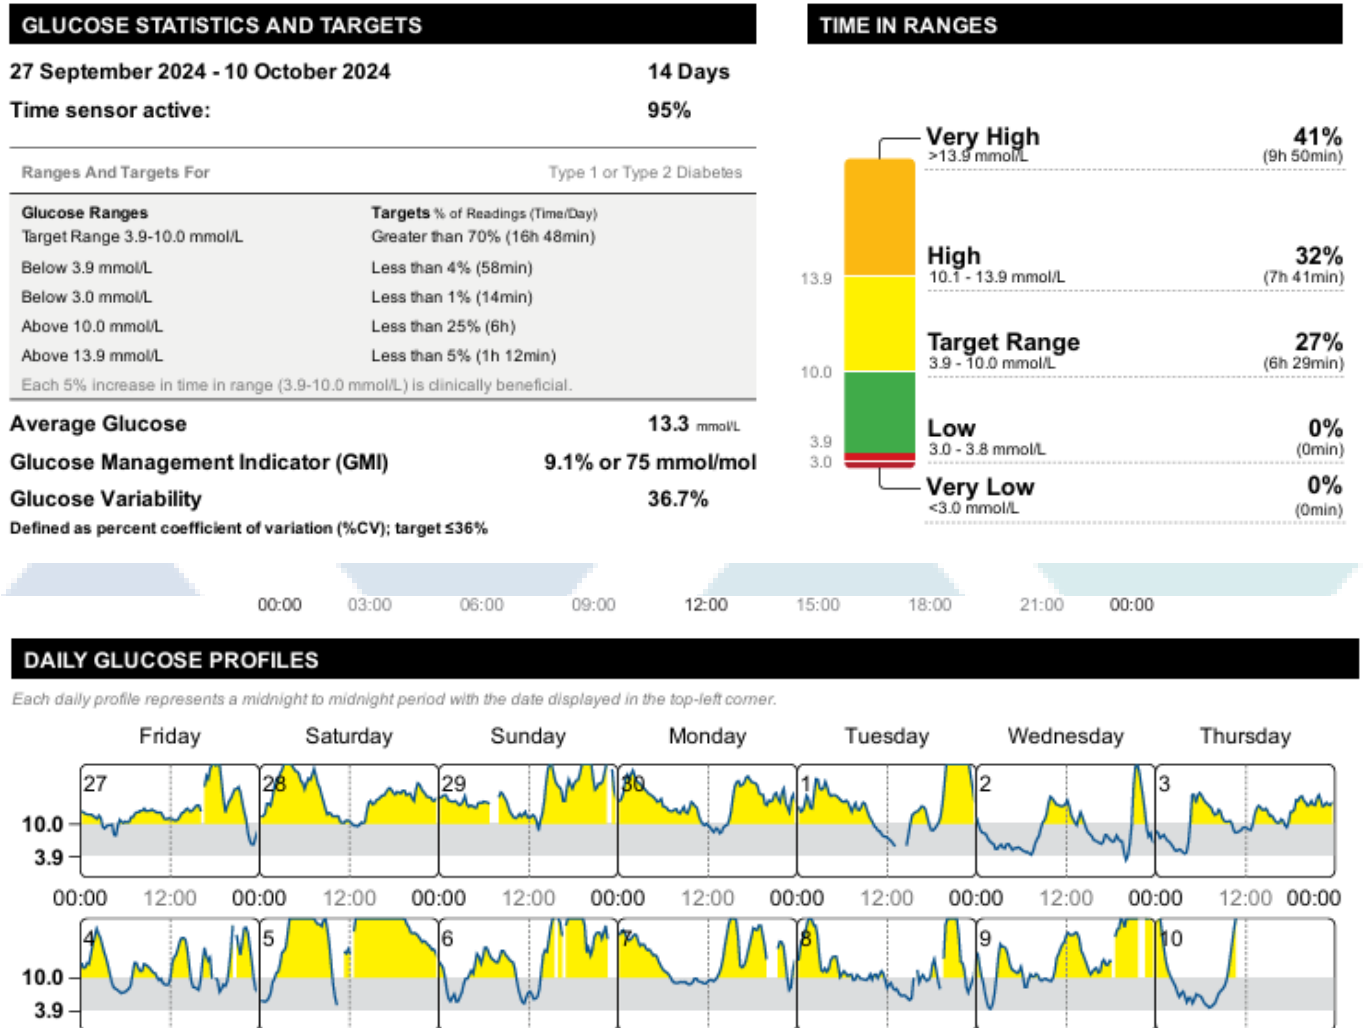 GLUCOSE STATISTICS AND TARGETS
27 September 2024 - 10 October 2024 14 Days
Time sensor active: 95%
Ranges And Targets For Type 1 or Type 2 Diabetes
Glucose Ranges Targets % of Readings (Time/Day)
Target Range 3.9-10.0 mmol/L Greater than 70% (16h 48min)
Below 3.9 mmol/L Less than 4% (58min)
Below 3.0 mmol/L Less than 1% (14min)
Above 10.0 mmol/L Less than 25% (6h)
Above 13.9 mmol/L Less than 5% (1h 12min)
Each 5% increase in time in range (3.9-10.0 mmol/L) is clinically beneficial.
Average Glucose 13.3 mmol/L
Glucose Management Indicator (GMI) 9.1% or 75 mmol/mol
Glucose Variability 36.7%
Defined as percent coefficient of variation (%CV); target ≤36%
TIME IN RANGES
Very High 41%
>13.9 mmol/L (9h 50min)
High 32%
10.1 - 13.9 mmol/L (7h 41min)
13.9
Target Range 27%
3.9 - 10.0 mmol/L (6h 29min)
10.0
Low 0%
3.9
3.0 - 3.8 mmol/L (0min)
3.0
Very Low 0%
<3.0 mmol/L (0min)
00:00 03:00 06:00 09:00 12:00 15:00 18:00 21:00 00:00
DAILY GLUCOSE PROFILES
Each daily profile represents a midnight to midnight period with the date displayed in the top-left corner.
Friday Saturday Sunday Monday Tuesday Wednesday Thursday
27 28 29 30 1 2 3
10.0
3.9
00:00 12:00 00:00 12:00 00:00 12:00 00:00 12:00 00:00 12:00 00:00 12:00 00:00 12:00 00:00
4 5 6 7 8 9 10
10.0
3.9